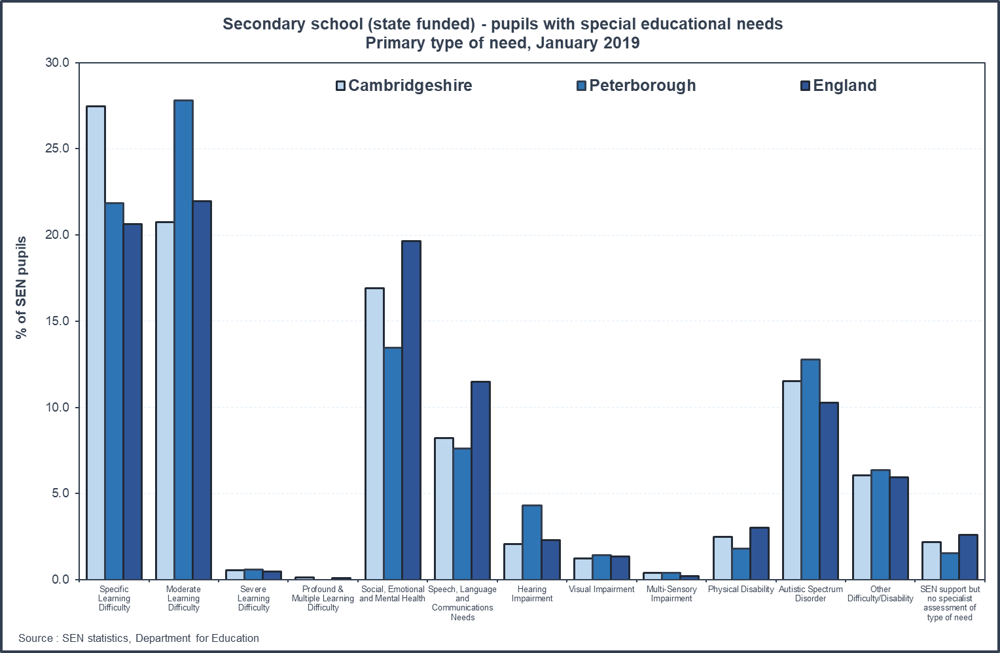 Secondary school (state funded) - pupils with special educational needs
Primary type of need, January 2019
30.0
25.0
20.0
15.0
10.0
5.0
0.0
% of SEN pupils
Cambridgeshire
Peterborough
England
Specific
Learning
Difficulty
Moderate
Learning
Difficulty
Severe
Learning
Difficulty
Profound &
Multiple Learning
Difficulty
Social, Emotional
and Mental Health
Speech, Language
and
Communications
Needs
Hearing
Impairment
Visual Impairment
Multi-Sensory
Impairment
Physical Disability
Autistic Spectrum
Disorder
Other
Difficulty/Disability
SEN support but
no specialist
assessment of
type of need
Source : SEN statistics, Department for Education